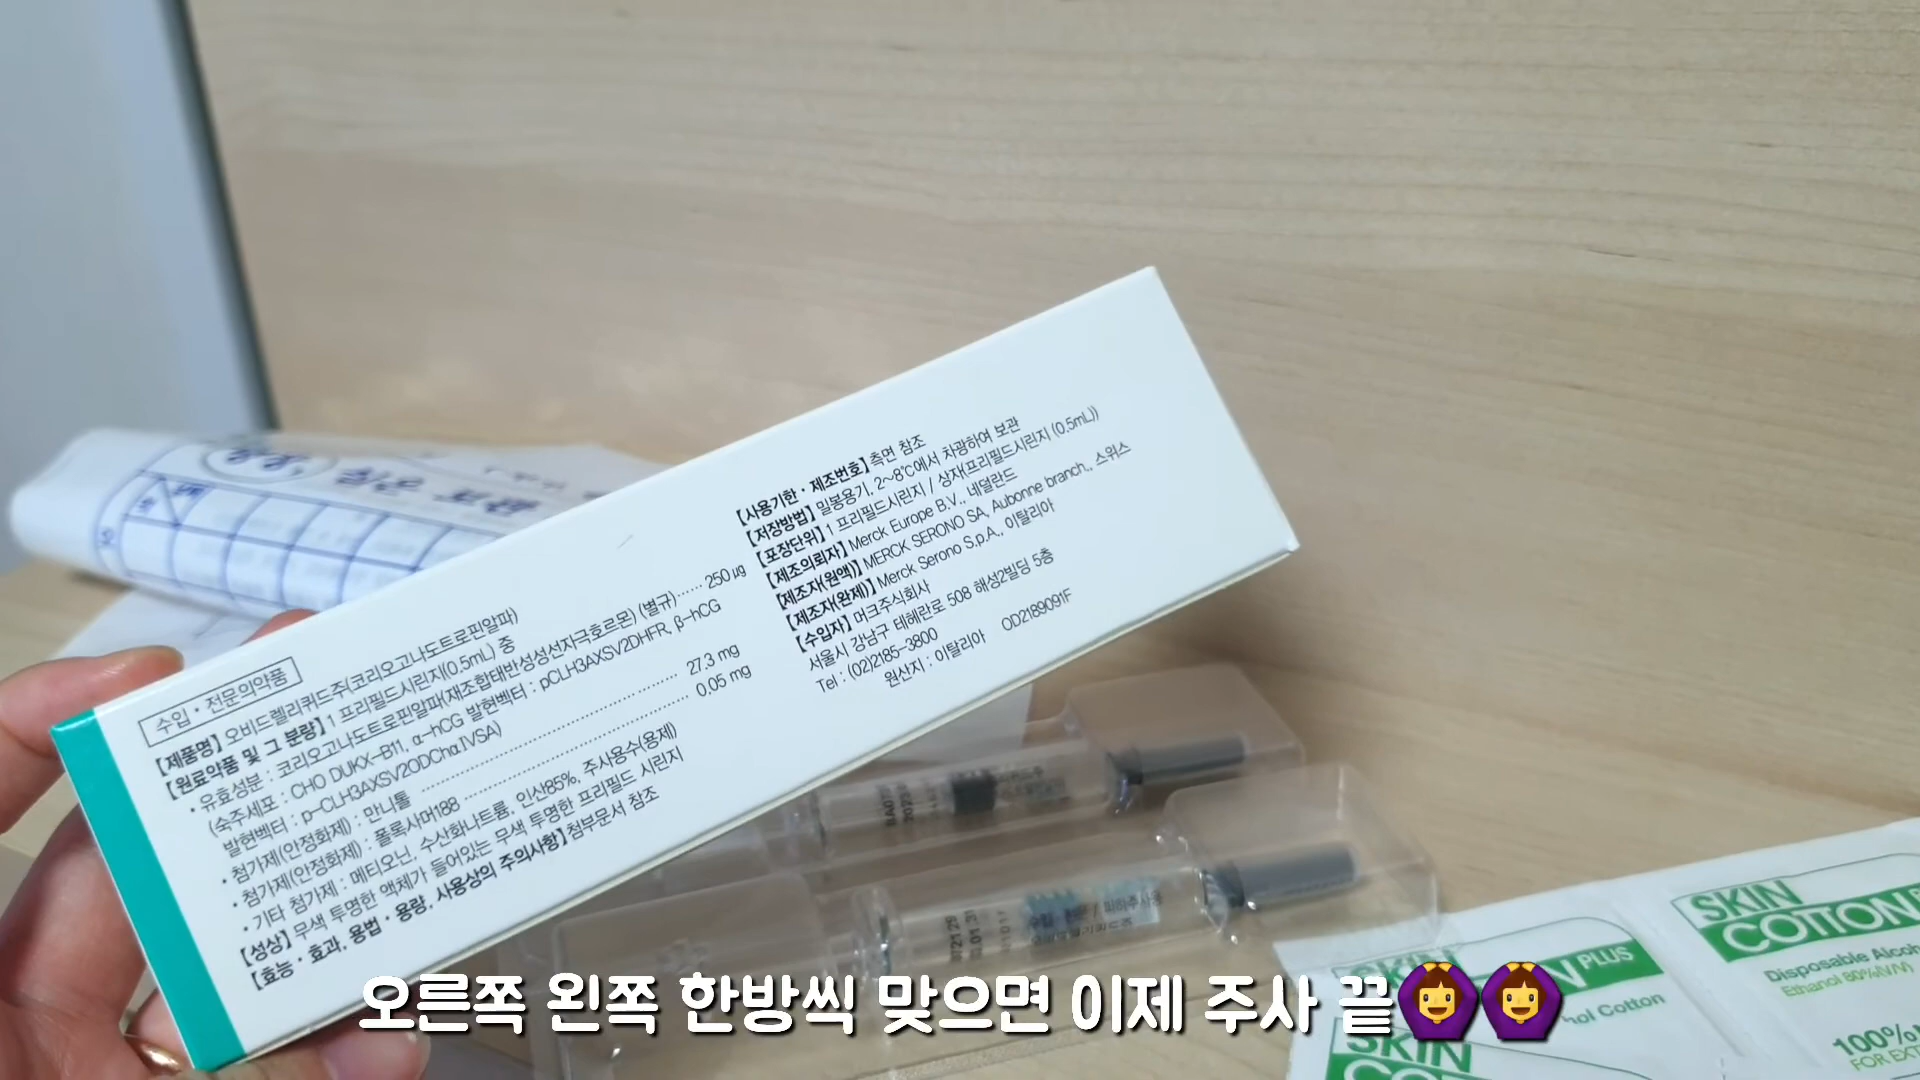 수입・전문의약품
【제품명】오비드렐리퀴드주(코리오고나도트로핀알파)
【원료약품 및 그 분량】1 프리필드시린지(0.5mL) 중
・유효성분 : 코리오고나도트로핀알파(재조합태반성성선자극호르몬) (별규)⋯⋯ 250 ㎍
(숙주세포 : CHO DUKX-B11, α-hCG 발현벡터 : pCLH3AXSV2DHFR, β-hCG
발현벡터 : p-CLH3AXSV2ODChαIVSA)
・첨가제(안정화제) : 만니톨 ⋯⋯ 27.3 mg
・첨가제(안정화제) : 폴록사머188 ⋯⋯ 0.05 mg
・기타 첨가제 : 메티오닌, 수산화나트륨, 인산85%, 주사용수(용제)
【성상】무색 투명한 액체가 들어있는 무색 투명한 프리필드 시린지
【효능・효과, 용법・용량, 사용상의 주의사항】첨부문서 참조
【사용기한・제조번호】측면 참조
【저장방법】밀봉용기, 2~8℃에서 차광하여 보관
【포장단위】1 프리필드시린지 / 상자(프리필드시린지 (0.5mL))
【제조의뢰자】Merck Europe B.V., 네덜란드
【제조자(원액)】MERCK SERONO SA, Aubonne branch., 스위스
【제조자(완제)】Merck Serono S.p.A., 이탈리아
【수입자】머크주식회사
서울시 강남구 테헤란로 508 해성2빌딩 5층
Tel : (02)2185-3800
원산지 : 이탈리아 OD2189091F
SKIN
COTTON
Disposable Alcoh
Ethanol 80%(V/V)
100%
FOR EXT
PLUS
Cotton
SKIN
오른쪽 왼쪽 한방씩 맞으면 이제 주사 끝🙆‍♀️🙆‍♀️